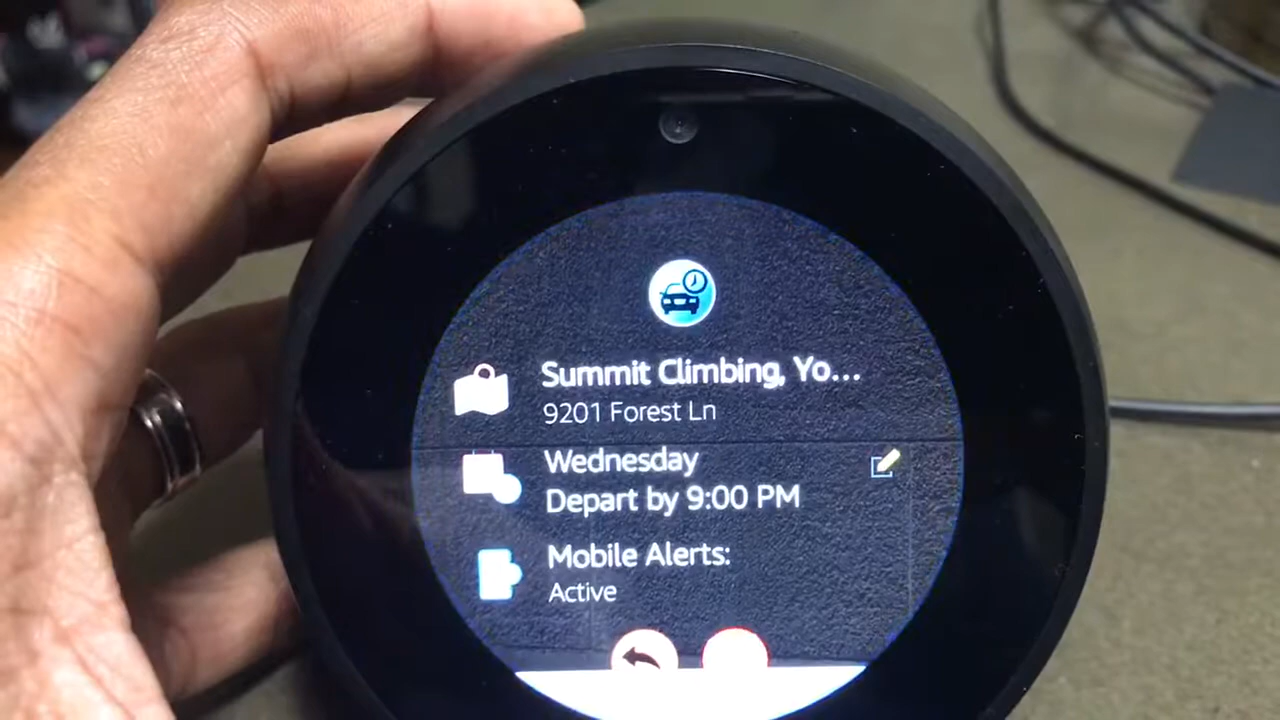 Summit Climbing, Yo...
9201 Forest Ln
Wednesday
Depart by 9:00 PM
Mobile Alerts:
Active